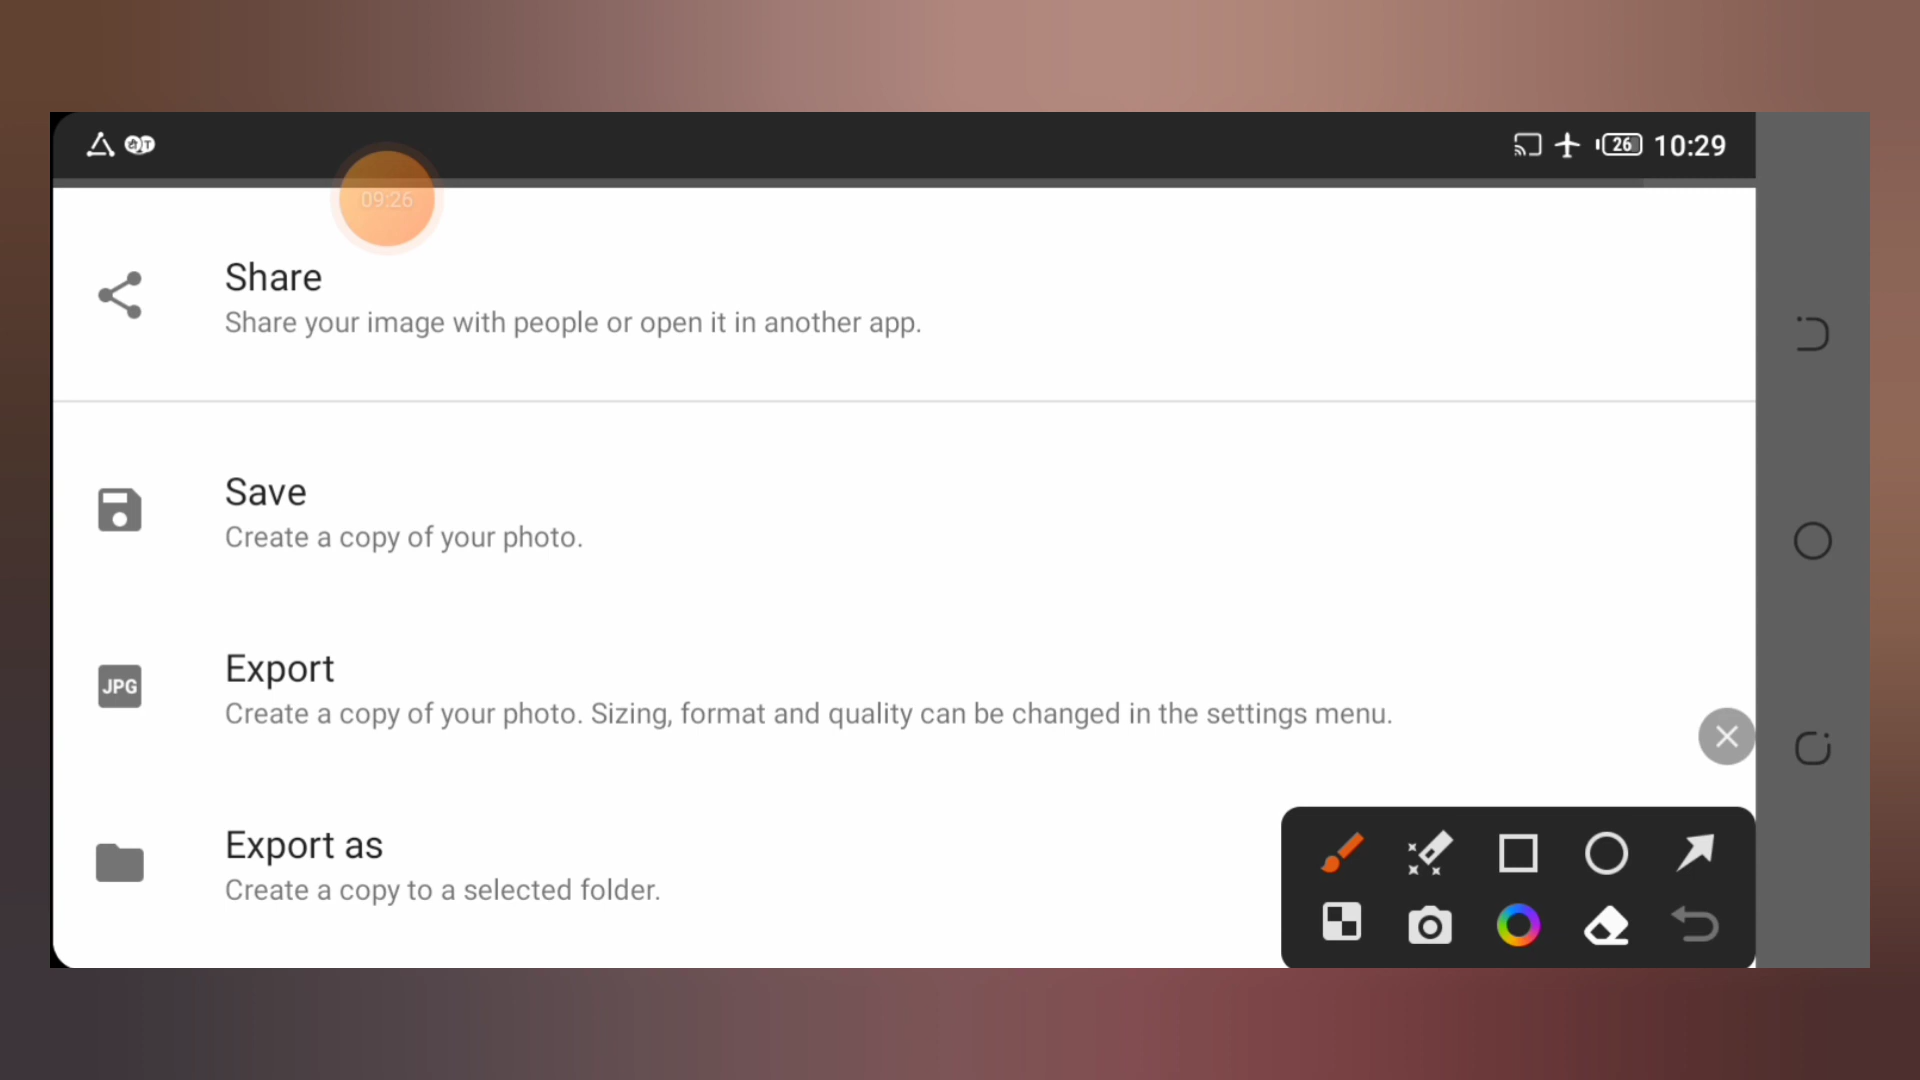 26 10:29
09:26
Share
Share your image with people or open it in another app.
Save
Create a copy of your photo.
JPG
Export
Create a copy of your photo. Sizing, format and quality can be changed in the settings menu.
Export as
Create a copy to a selected folder.